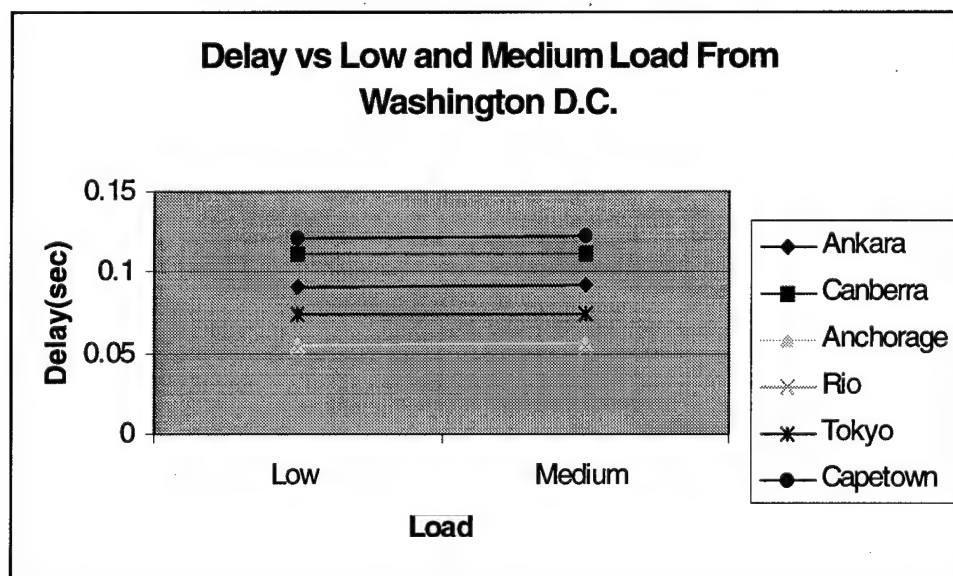 Delay vs Low and Medium Load From
Washington D.C.
0.15
0.1
0.05
0
Delay(sec)
Low
Medium
Load
Ankara
Canberra
Anchorage
Rio
Tokyo
Capetown